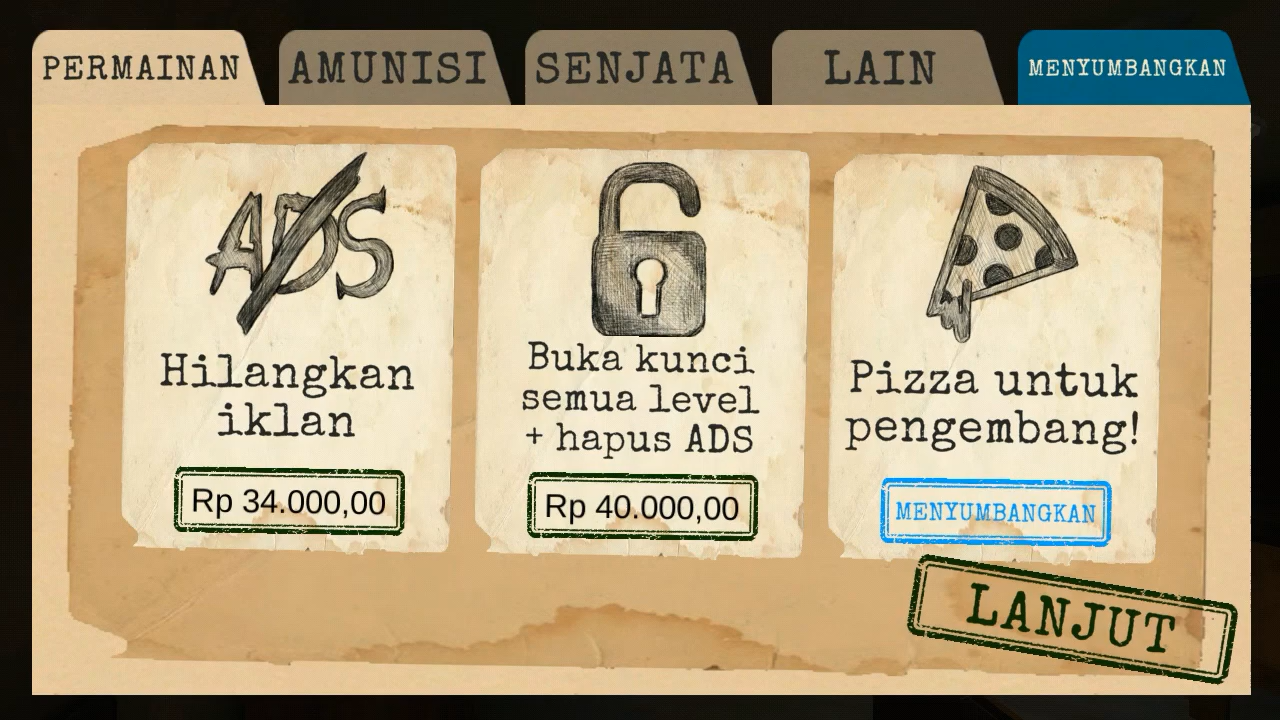 PERMAINAN
AMUNISI
SENJATA
LAIN
MENYUMBANGKAN
ADS
Hilangkan
iklan
Rp 34.000,00
Buka kunci
semua level
+ hapus ADS
Rp 40.000,00
Pizza untuk
pengembang!
MENYUMBANGKAN
LANJUT